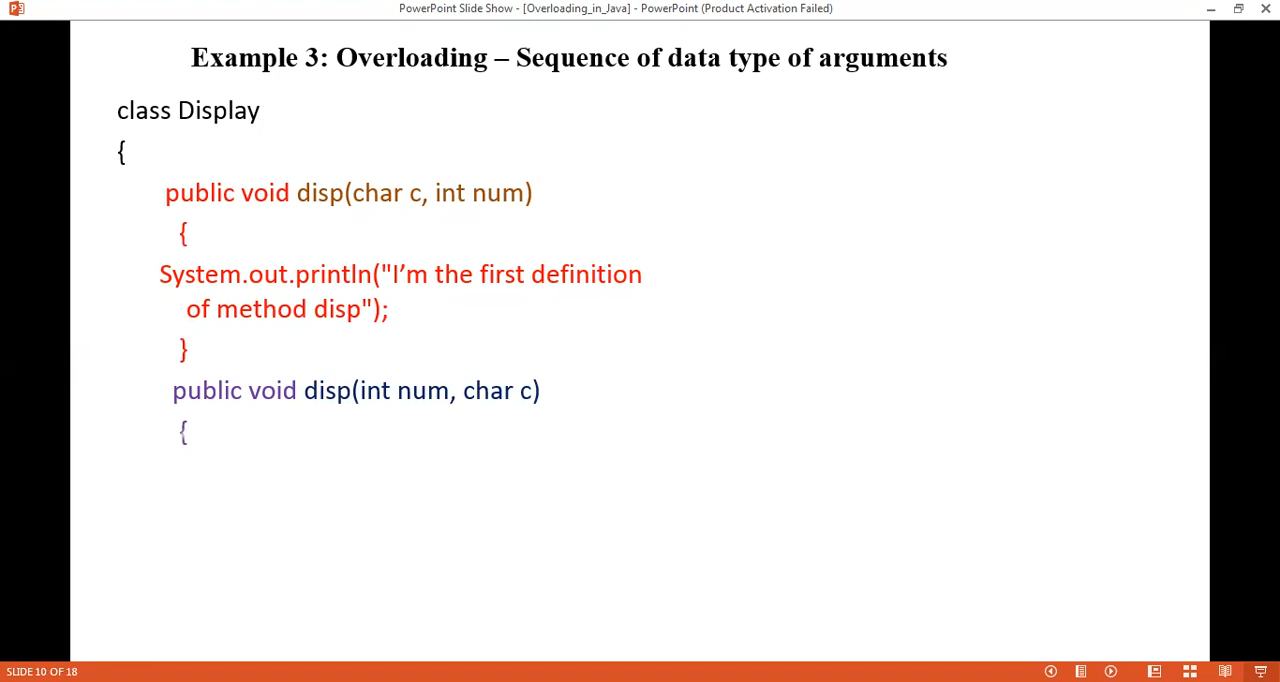 PowerPoint Slide Show - [Overloading_in_Java] - PowerPoint (Product Activation Failed)
Example 3: Overloading – Sequence of data type of arguments
class Display
{
public void disp(char c, int num)
{
System.out.println("I’m the first definition
of method disp");
}
public void disp(int num, char c)
{
SLIDE 10 OF 18